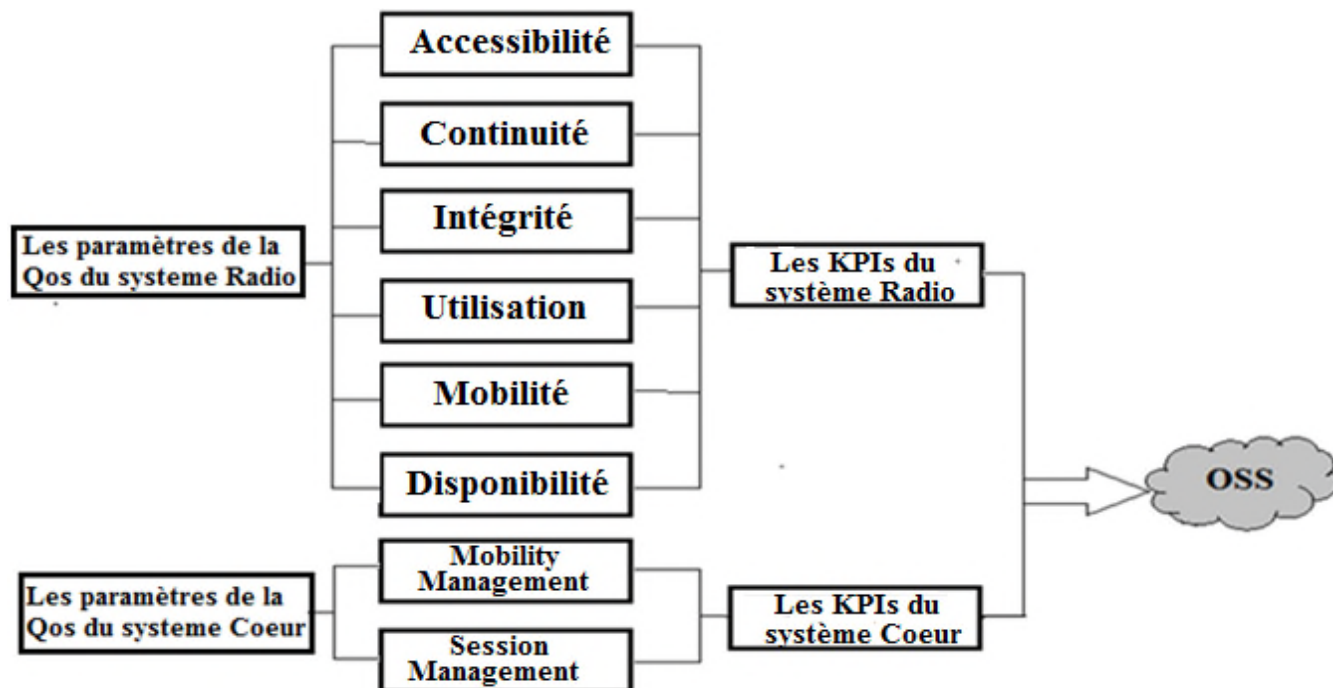 Accessibilité
Continuité
Intégrité
Utilisation
Mobilité
Disponibilité
Les paramètres de la
Qos du systeme Radio
Les KPIs du
système Radio
OSS
Mobility
Management
Session
Management
Les paramètres de la
Qos du systeme Coeur
Les KPIs du
système Coeur